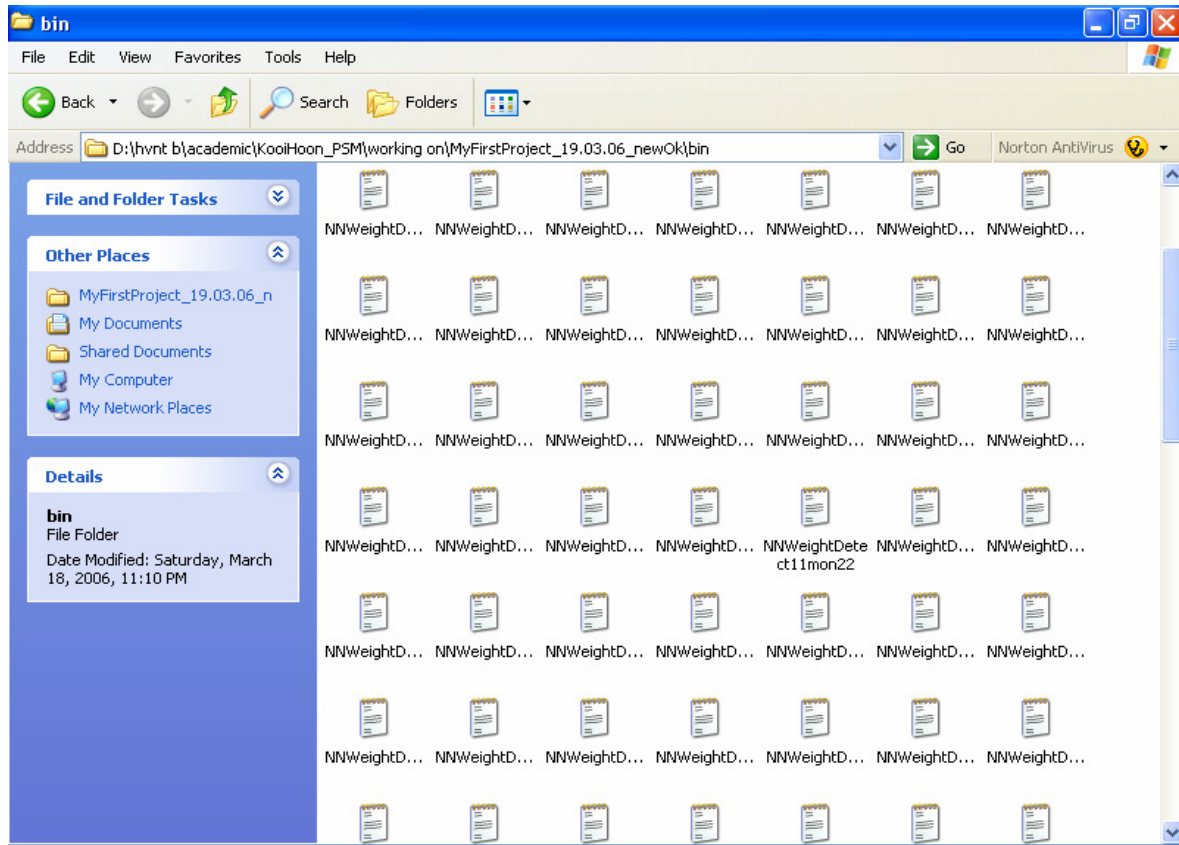 bin
File Edit View Favorites Tools Help
Back Search Folders
Address D:\hvnt b\academic\KooiHoon_PSM\working on\MyFirstProject_19.03.06_newOk\bin Go Norton AntiVirus
File and Folder Tasks
Other Places
MyFirstProject_19.03.06_n
My Documents
Shared Documents
My Computer
My Network Places
Details
bin
File Folder
Date Modified: Saturday, March
18, 2006, 11:10 PM
NNWeightD... NNWeightD... NNWeightD... NNWeightD... NNWeightD... NNWeightD... NNWeightD...
NNWeightD... NNWeightD... NNWeightD... NNWeightD... NNWeightD... NNWeightD... NNWeightD...
NNWeightD... NNWeightD... NNWeightD... NNWeightD... NNWeightD... NNWeightD... NNWeightD...
NNWeightD... NNWeightD... NNWeightD... NNWeightD... NNWeightDete NNWeightD... NNWeightD...
ct11mon22
NNWeightD... NNWeightD... NNWeightD... NNWeightD... NNWeightD... NNWeightD... NNWeightD...
NNWeightD... NNWeightD... NNWeightD... NNWeightD... NNWeightD... NNWeightD... NNWeightD...